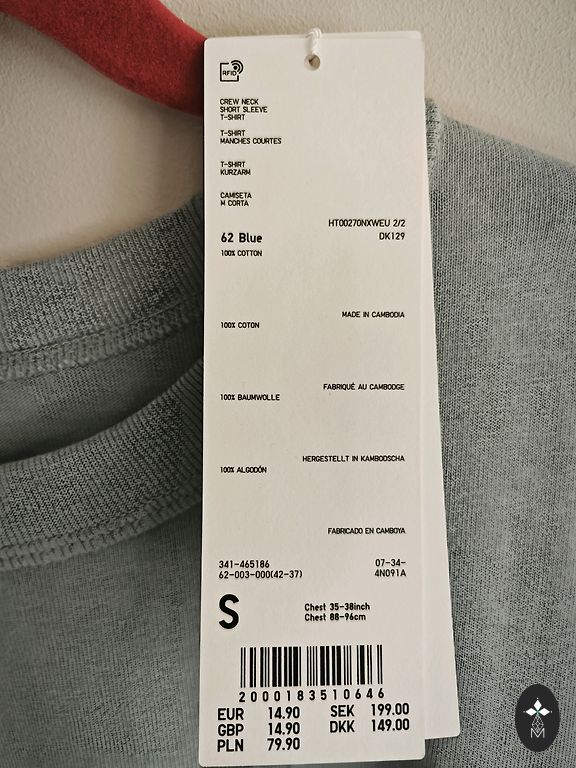 RFID
CREW NECK
SHORT SLEEVE
T-SHIRT
T-SHIRT
MANCHES COURTES
T-SHIRT
KURZARM
CAMISETA
M CORTA
HT00270NXWEU 2/2
62 Blue DK129
100% COTTON
MADE IN CAMBODIA
100% COTON
FABRIQUÉ AU CAMBODGE
100% BAUMWOLLE
HERGESTELLT IN KAMBODSCHA
100% ALGODÓN
FABRICADO EN CAMBOYA
341-465186 07-34-
62-003-000(42-37) 4N091A
S Chest 35-38inch
Chest 88-96cm
2000183510646
EUR 14.90 SEK 199.00
GBP 14.90 DKK 149.00
PLN 79.90
M